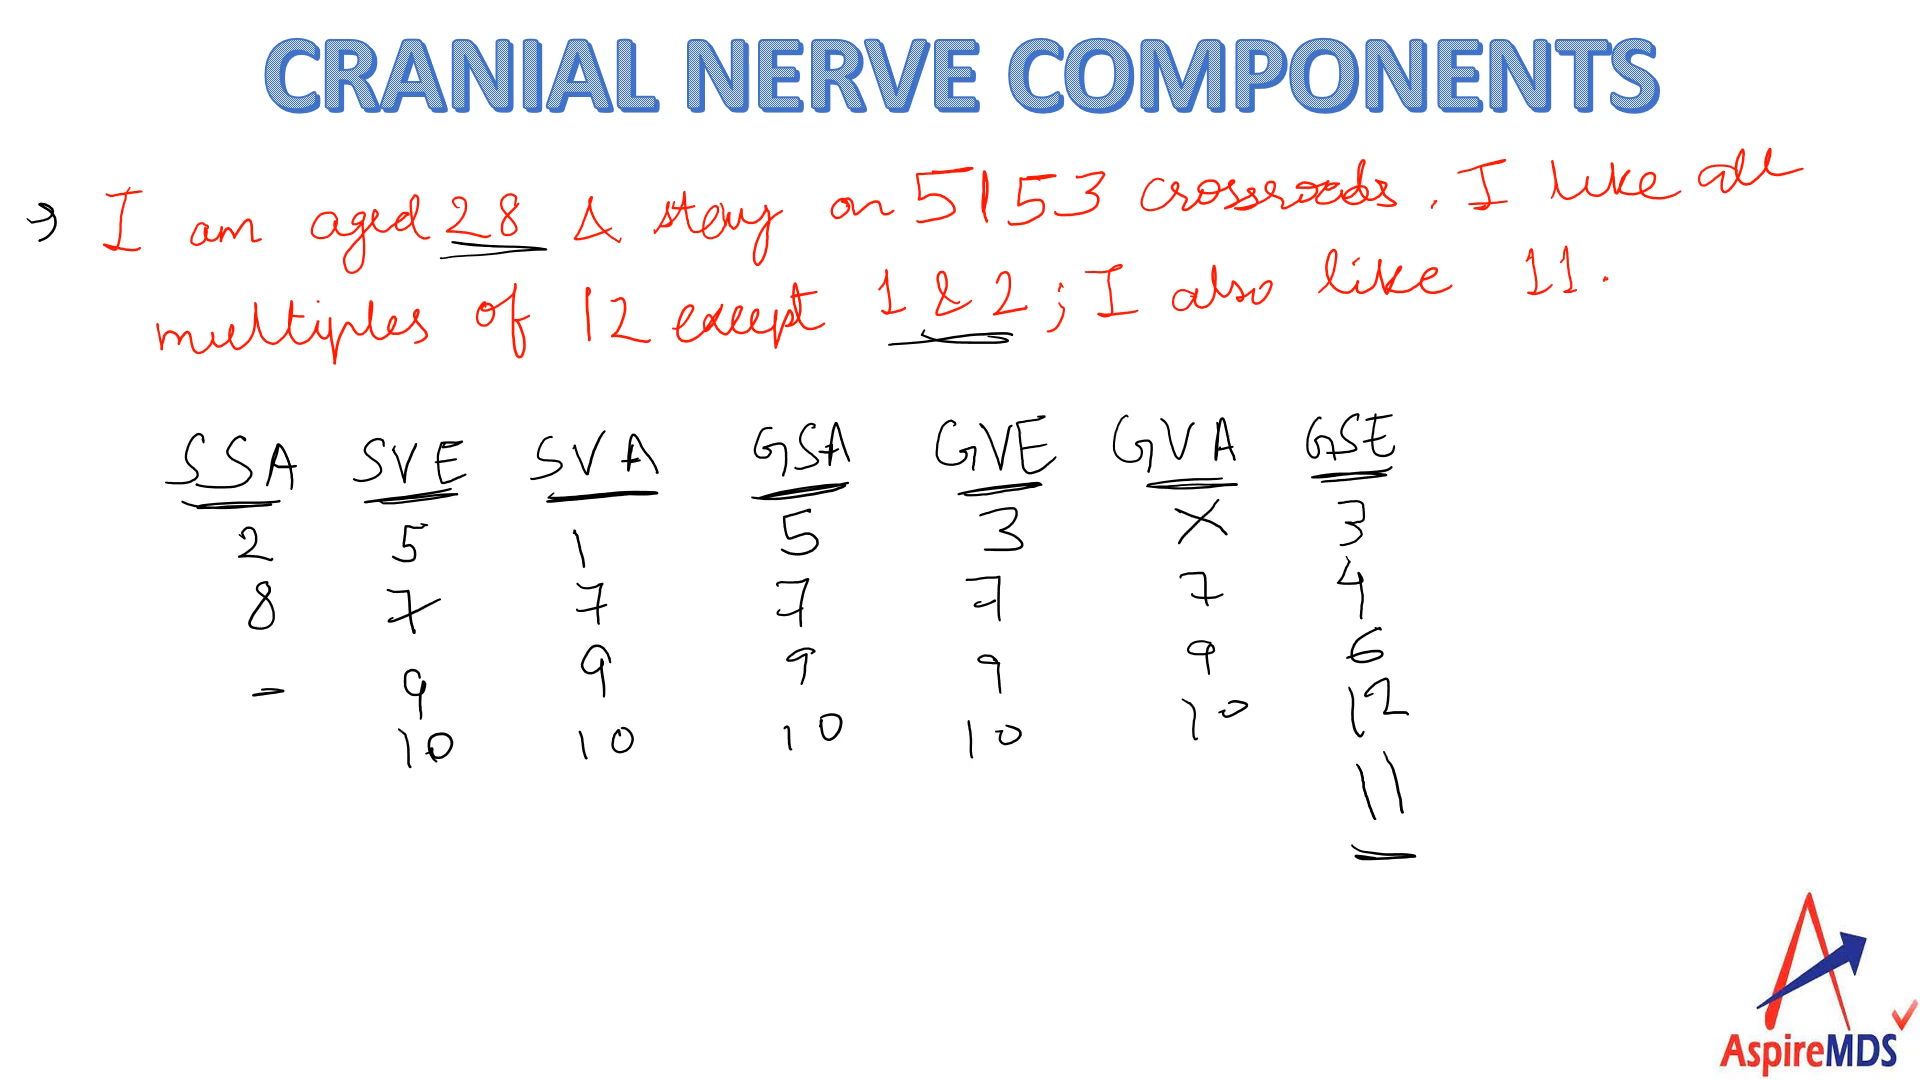 CRANIAL NERVE COMPONENTS
→ I am aged 28 & stay on 5153 crossroads. I like all
multiples of 12 except 1 & 2; I also like 11.
SSA SVE SVA GSA GVE GVA GSE
2 5 1 5 3 X 3
8 7 7 7 7 7 4
- 9 9 9 9 9 6
10 10 10 10 10 12
11
AspireMDS